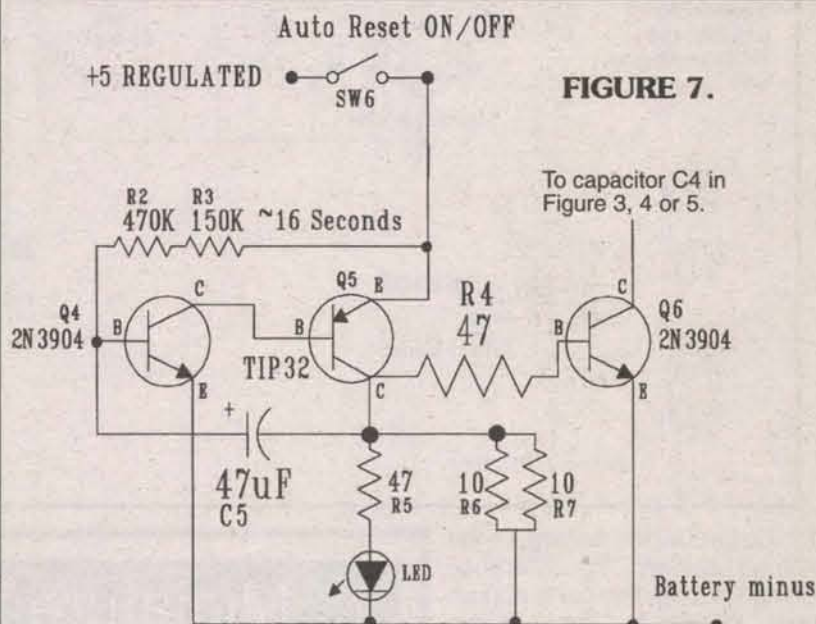 Auto Reset ON/OFF
+5 REGULATED
SW6
FIGURE 7.
To capacitor C4 in
Figure 3, 4 or 5.
R2
470K
R3
150K
~16 Seconds
Q4
2N3904
B
C
E
Q5
E
B
C
TIP32
R4
47
C
Q6
B
2N3904
E
+
47uF
C5
47
R5
10
R6
10
R7
LED
Battery minus